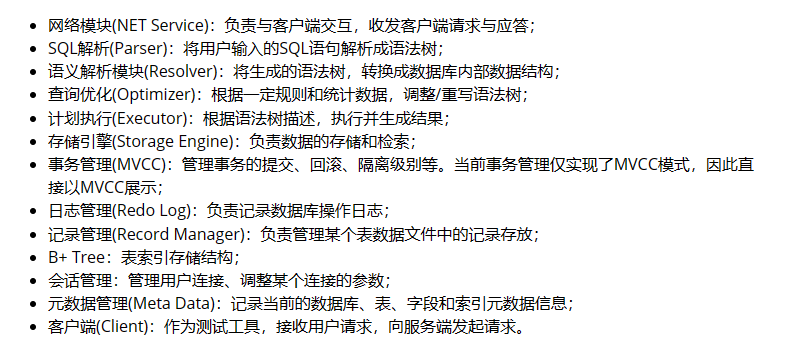 网络模块(NET Service)：负责与客户端交互，收发客户端请求与应答；
SQL解析(Parser)：将用户输入的SQL语句解析成语法树；
语义解析模块(Resolver)：将生成的语法树，转换成数据库内部数据结构；
查询优化(Optimizer)：根据一定规则和统计数据，调整/重写语法树；
计划执行(Executor)：根据语法树描述，执行并生成结果；
存储引擎(Storage Engine)：负责数据的存储和检索；
事务管理(MVCC)：管理事务的提交、回滚、隔离级别等。当前事务管理仅实现了MVCC模式，因此直
接以MVCC展示；
日志管理(Redo Log)：负责记录数据库操作日志；
记录管理(Record Manager)：负责管理某个表数据文件中的记录存放；
B+ Tree：表索引存储结构；
会话管理：管理用户连接、调整某个连接的参数；
元数据管理(Meta Data)：记录当前的数据库、表、字段和索引元数据信息；
客户端(Client)：作为测试工具，接收用户请求，向服务端发起请求。